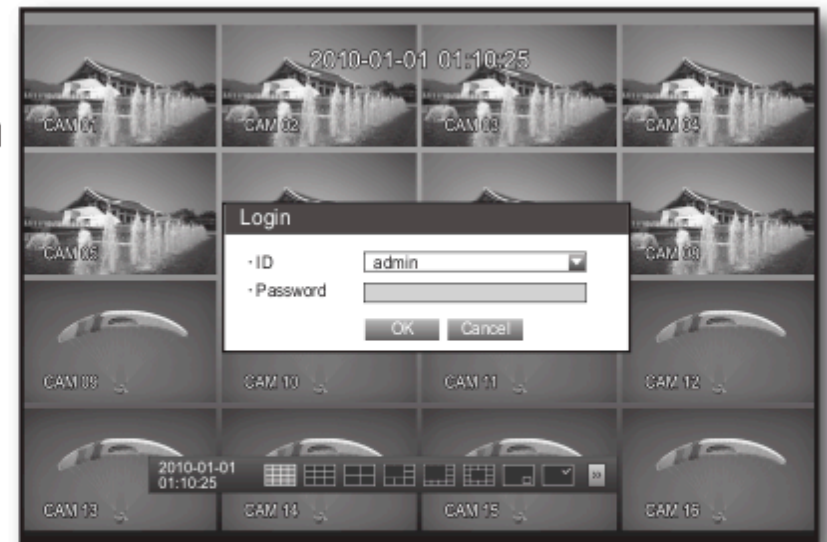 2010-01-01 01:10:25
CAM 01
CAM 02
CAM 03
CAM 04
Login
·ID
admin
·Password
OK
Cancel
CAM 05
CAM
CAM 09
CAM 10
CAM 11
CAM 12
2010-01-01
01:10:25
CAM 13
CAM 14
CAM 15
CAM 16